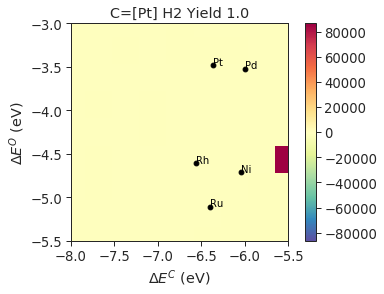 C=[Pt] H2 Yield 1.0
ΔE^O (eV)
−3.0
−3.5
−4.0
−4.5
−5.0
−5.5
Pt
Pd
Rh
Ni
Ru
−8.0 −7.5 −7.0 −6.5 −6.0 −5.5
ΔE^C (eV)
80000
60000
40000
20000
0
−20000
−40000
−60000
−80000